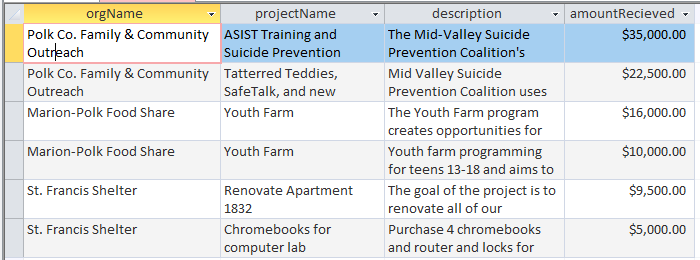 orgName projectName description amountRecieved
Polk Co. Family & Community ASIST Training and The Mid-Valley Suicide $35,000.00
Outreach Suicide Prevention Prevention Coalition's
Polk Co. Family & Community Tatterred Teddies, Mid Valley Suicide $22,500.00
Outreach SafeTalk, and new Prevention Coalition uses
Marion-Polk Food Share Youth Farm The Youth Farm program $16,000.00
creates opportunities for
Marion-Polk Food Share Youth Farm Youth farm programming $10,000.00
for teens 13-18 and aims to
St. Francis Shelter Renovate Apartment The goal of the project is to $9,500.00
1832 renovate all of our
St. Francis Shelter Chromebooks for Purchase 4 chromebooks $5,000.00
computer lab and router and locks for